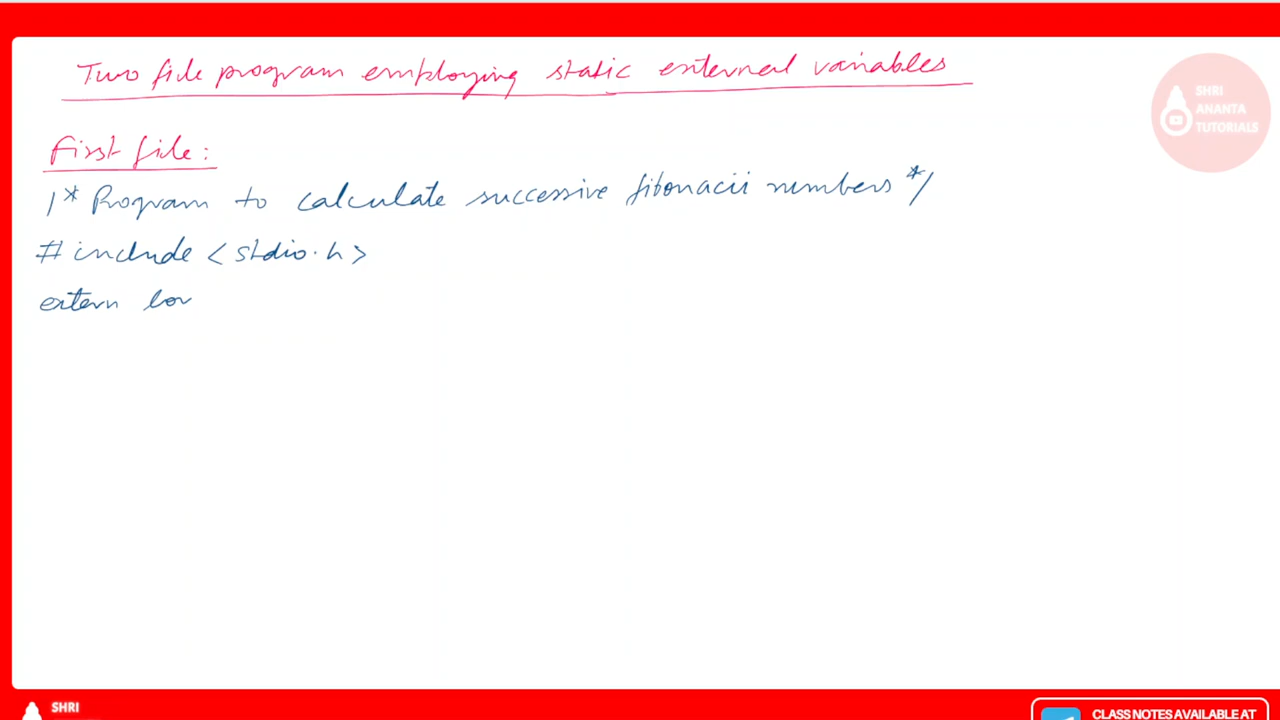 Two file program employing static external variables
SHRI
ANANTA
TUTORIALS
First file:
/* Program to calculate successive fibonacii numbers */
#include <stdio.h>
extern lon
SHRI
CLASS NOTES AVAILABLE AT